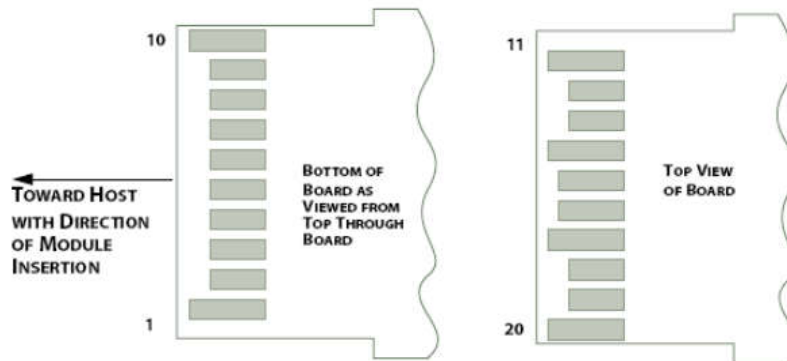 10
BOTTOM OF
BOARD AS
VIEWED FROM
TOP THROUGH
BOARD
TOWARD HOST
WITH DIRECTION
OF MODULE
INSERTION
1
11
TOP VIEW
OF BOARD
20